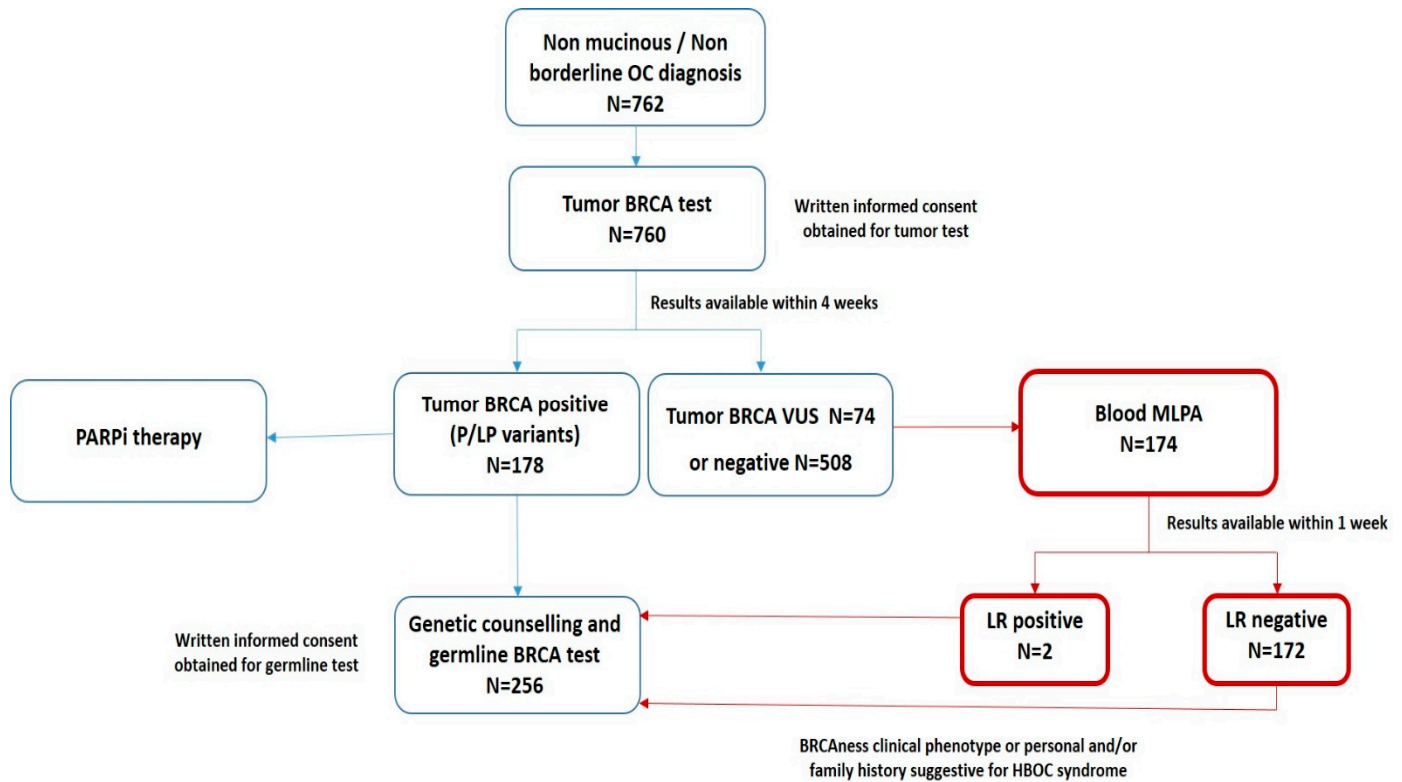 Non mucinous / Non
borderline OC diagnosis
N=762
Tumor BRCA test
N=760
Written informed consent
obtained for tumor test
Results available within 4 weeks
PARPi therapy
Tumor BRCA positive
(P/LP variants)
N=178
Tumor BRCA VUS N=74
or negative N=508
Blood MLPA
N=174
Results available within 1 week
Written informed consent
obtained for germline test
Genetic counselling and
germline BRCA test
N=256
LR positive
N=2
LR negative
N=172
BRCAness clinical phenotype or personal and/or
family history suggestive for HBOC syndrome